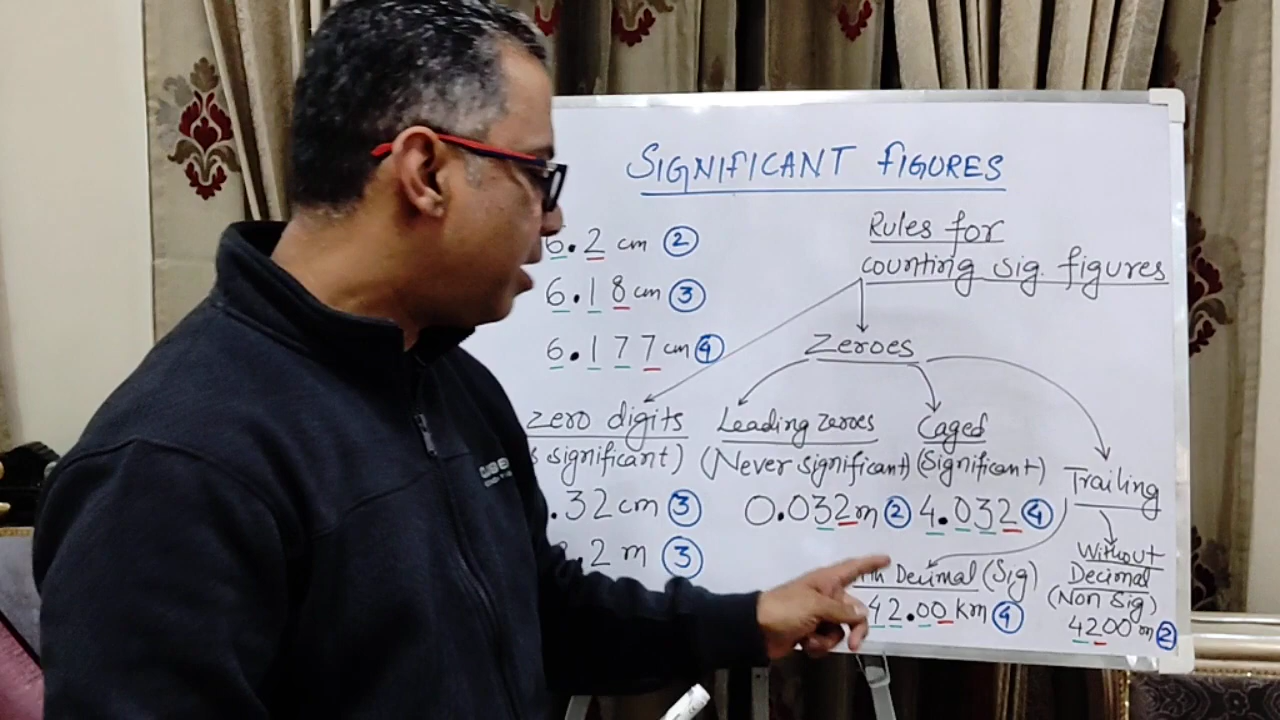 SIGNIFICANT FIGURES
6.2 cm 2
6.18 cm 3
6.177 cm 4
Rules for
counting sig. figures
Zeroes
zero digits
significant)
.32 cm 3
.2 m 3
Leading zeroes
(Never significant)
0.032 m 2
Caged
(Significant)
4.032 4
Trailing
Decimal (Sig)
42.00 km 4
Without
Decimal
(Non Sig)
4200 m 2